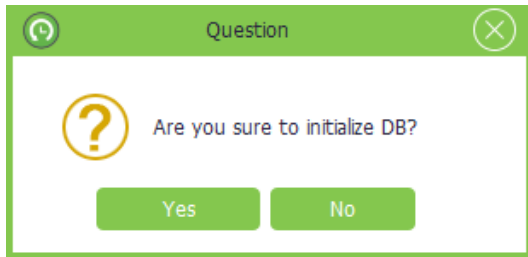 Question
Are you sure to initialize DB?
Yes
No